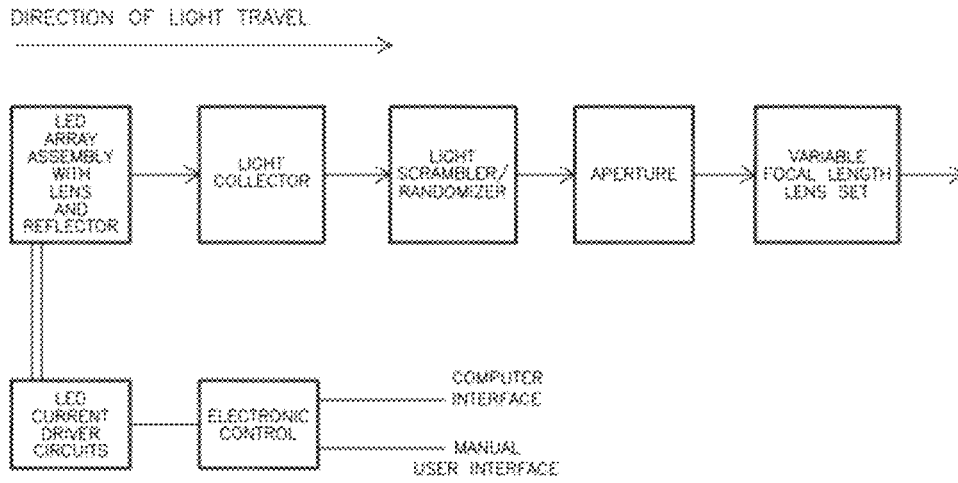 DIRECTION OF LIGHT TRAVEL
LED
ARRAY
ASSEMBLY
WITH
LENS
AND
REFLECTOR
LIGHT
COLLECTOR
LIGHT
SCRAMBLER/
RANDOMIZER
APERTURE
VARIABLE
FOCAL LENGTH
LENS SET
LED
CURRENT
DRIVER
CIRCUITS
ELECTRONIC
CONTROL
COMPUTER
INTERFACE
MANUAL
USER INTERFACE